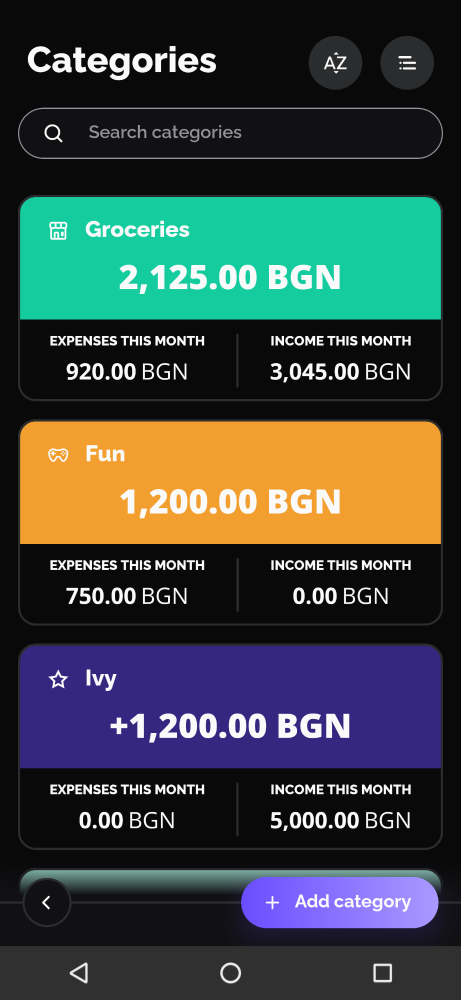 Categories
AZ
Search categories
Groceries
2,125.00 BGN
EXPENSES THIS MONTH INCOME THIS MONTH
920.00 BGN 3,045.00 BGN
Fun
1,200.00 BGN
EXPENSES THIS MONTH INCOME THIS MONTH
750.00 BGN 0.00 BGN
Ivy
+1,200.00 BGN
EXPENSES THIS MONTH INCOME THIS MONTH
0.00 BGN 5,000.00 BGN
+ Add category